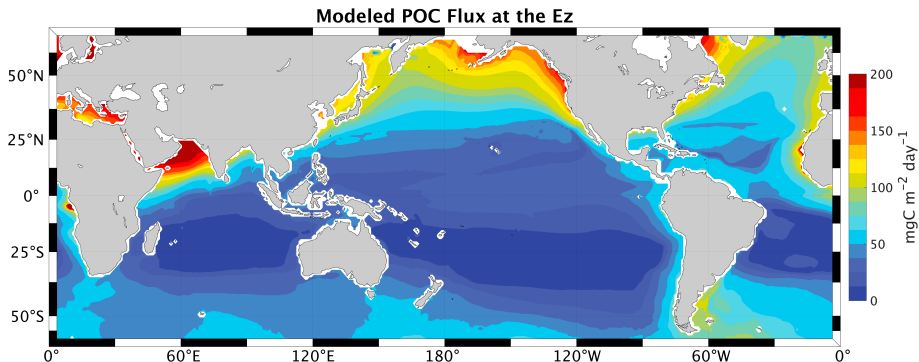 Modeled POC Flux at the Ez
50°N
25°N
0°
25°S
50°S
0° 60°E 120°E 180°W 120°W 60°W 0°
200
150
100
50
0
mgC m⁻² day⁻¹